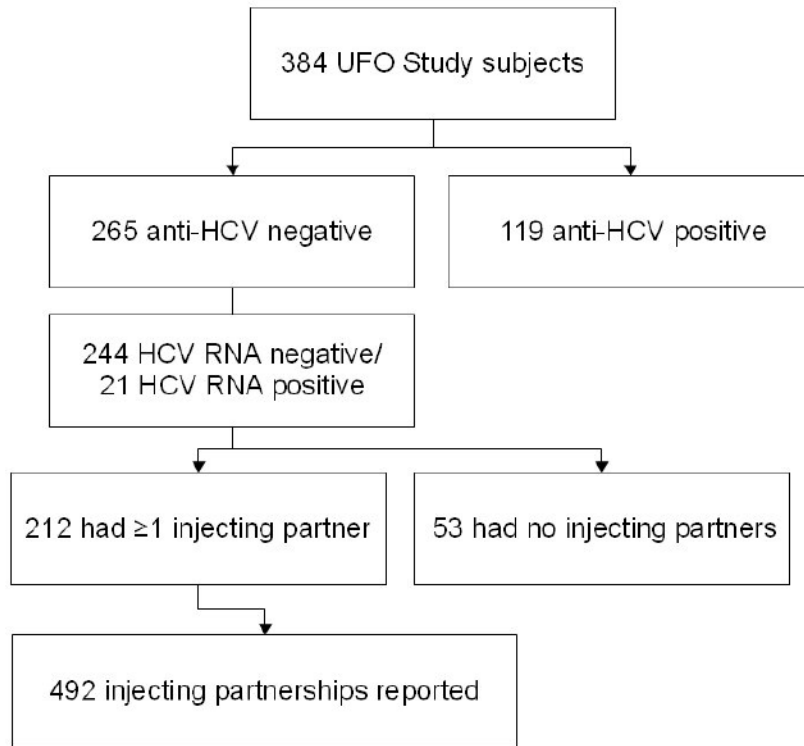 384 UFO Study subjects
265 anti-HCV negative
119 anti-HCV positive
244 HCV RNA negative/
21 HCV RNA positive
212 had ≥1 injecting partner
53 had no injecting partners
492 injecting partnerships reported